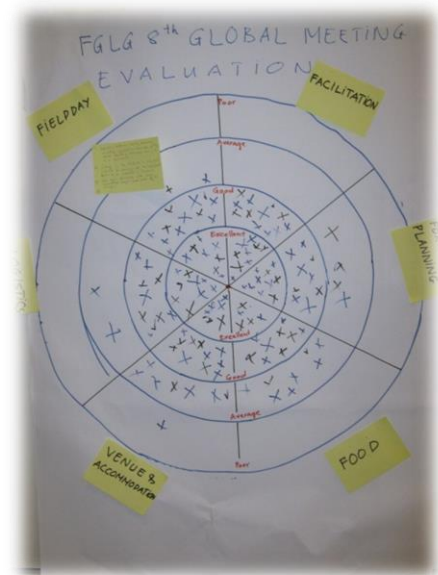 FGLG 8th GLOBAL MEETING
EVALUATION
FIELDDAY
FACILITATION
Poor
Average
Good
Excellent
PLANNING
Excellent
Good
Average
Poor
VENUE &
ACCOMMODATION
FOOD